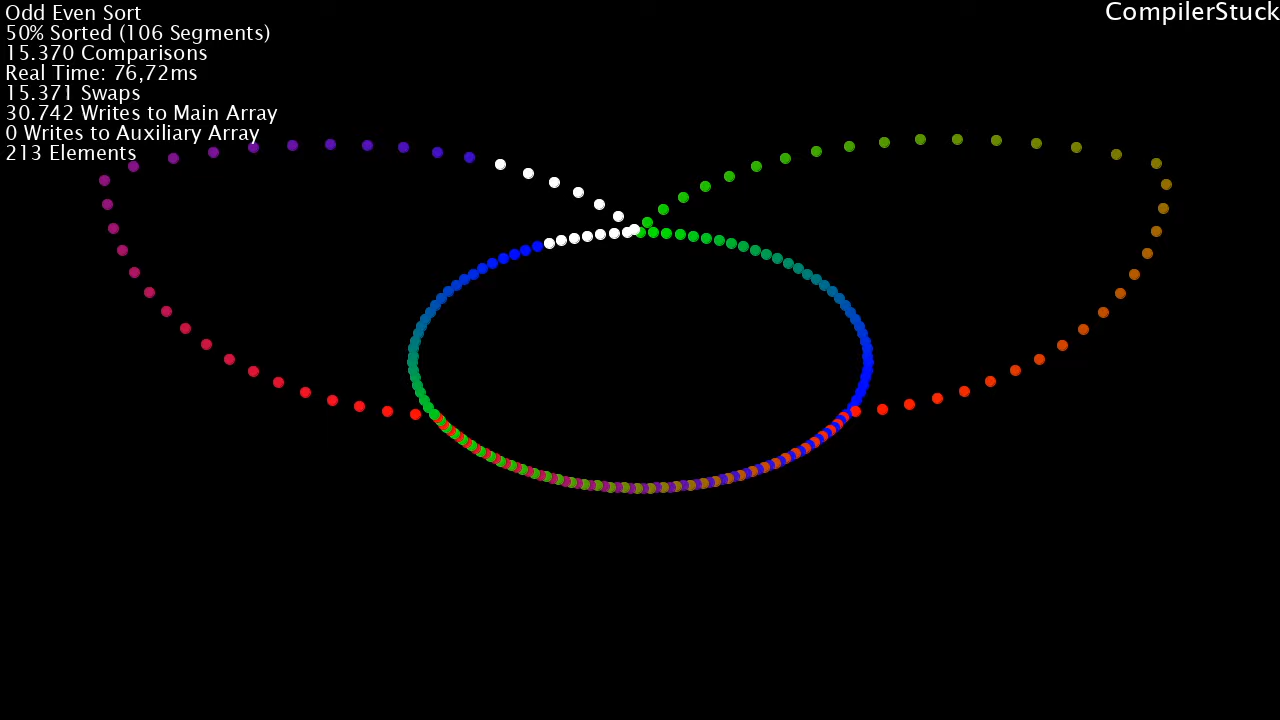 Odd Even Sort
CompilerStuck
50% Sorted (106 Segments)
15.370 Comparisons
Real Time: 76,72ms
15.371 Swaps
30.742 Writes to Main Array
0 Writes to Auxiliary Array
213 Elements